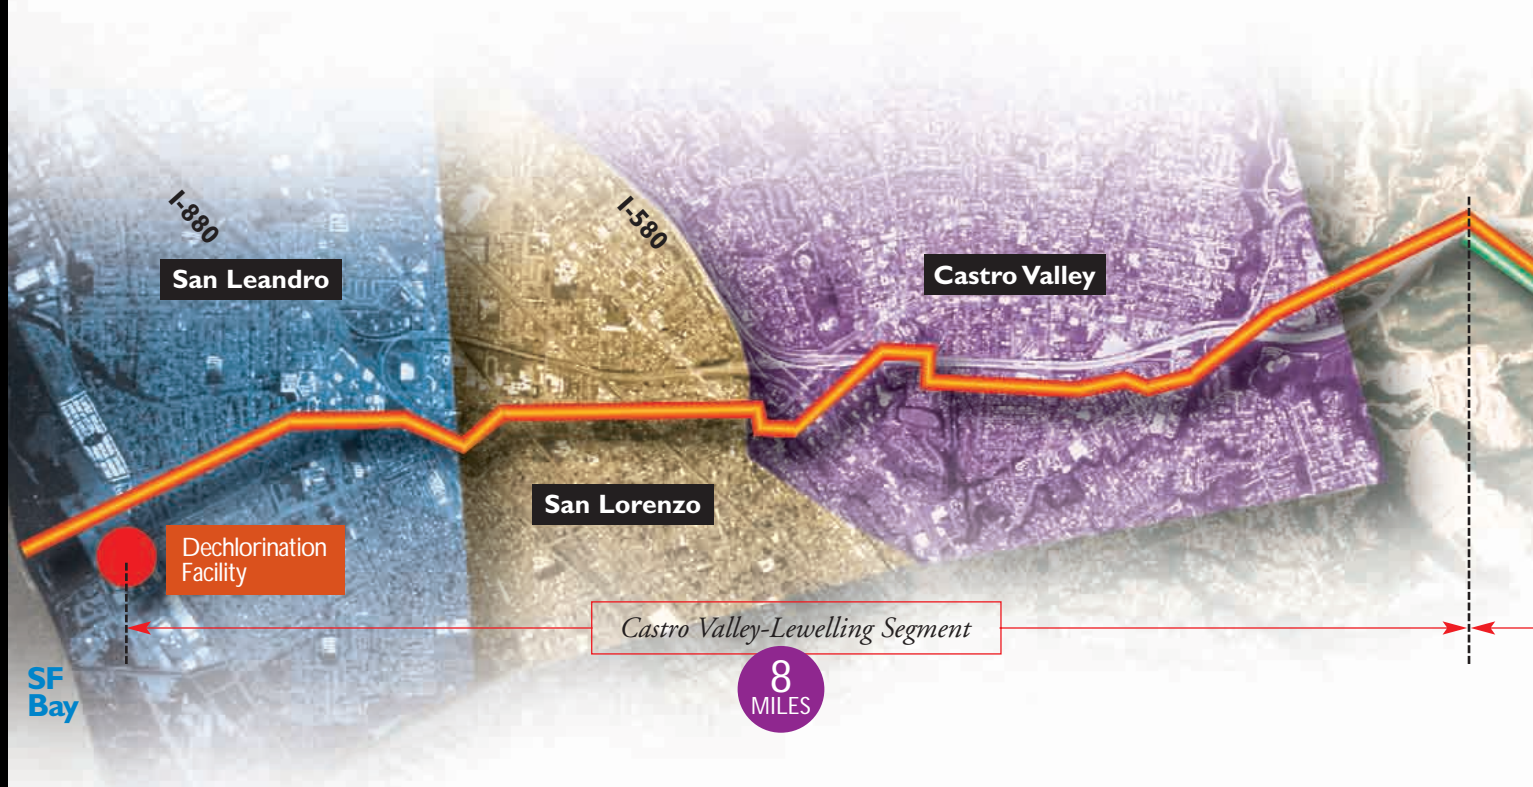 I-880
San Leandro
I-580
Castro Valley
San Lorenzo
Dechlorination
Facility
Castro Valley-Lewelling Segment
8
MILES
SF
Bay